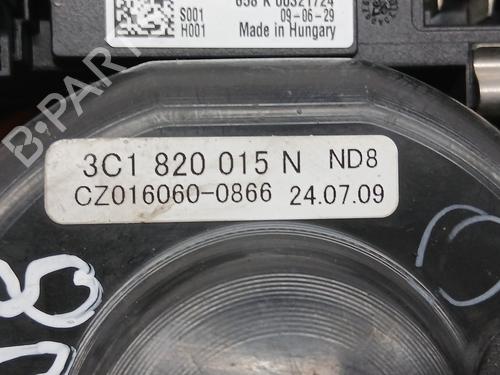 S001
H001
09-06-29
Made in Hungary
B-PARTS
3C1 820 015 N ND8
CZ016060-0866 24.07.09